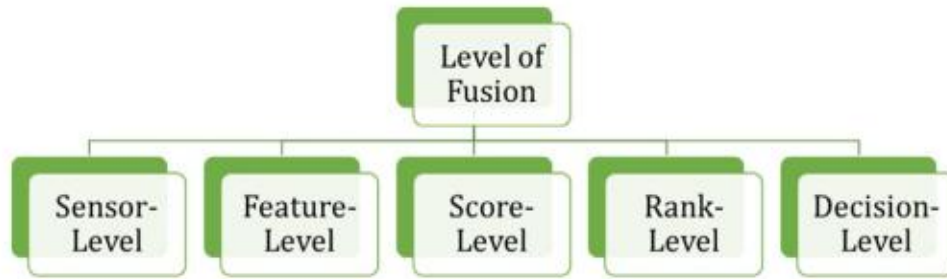 Level of
Fusion
Sensor-
Level
Feature-
Level
Score-
Level
Rank-
Level
Decision-
Level